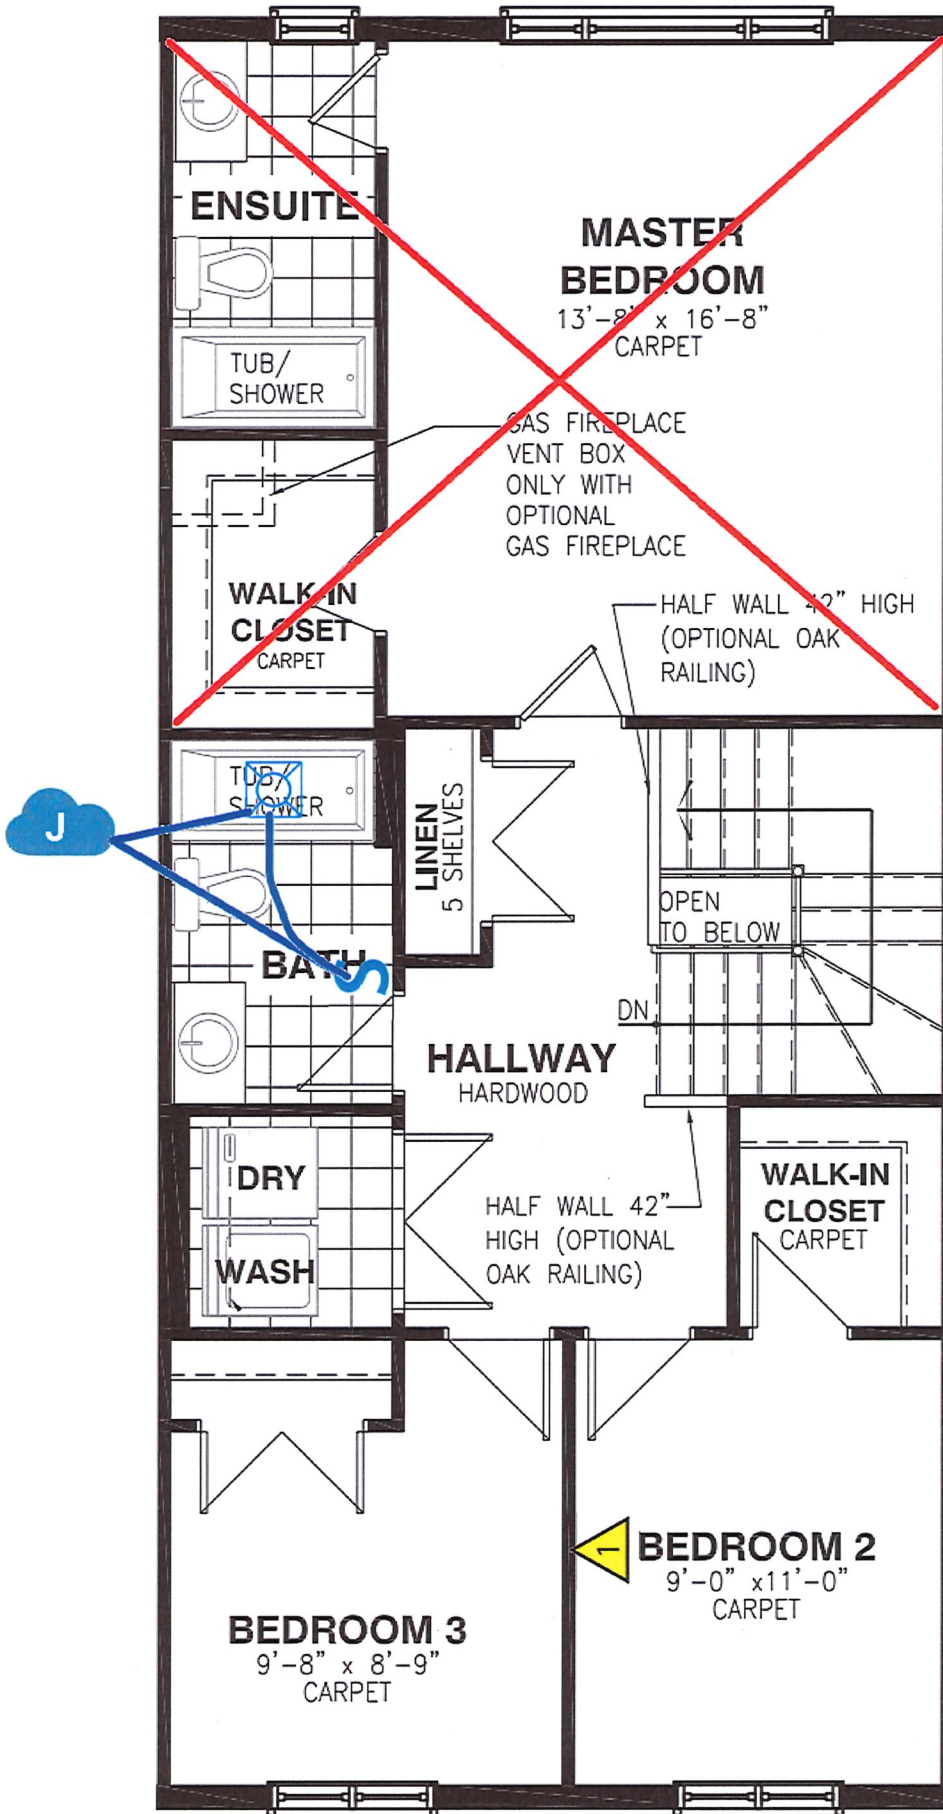 ENSUITE
TUB/
SHOWER
MASTER
BEDROOM
13'-8" x 16'-8"
CARPET
GAS FIREPLACE
VENT BOX
ONLY WITH
OPTIONAL
GAS FIREPLACE
WALK-IN
CLOSET
CARPET
HALF WALL 42" HIGH
(OPTIONAL OAK
RAILING)
TUB/
SHOWER
J
LINEN
5 SHELVES
OPEN
TO BELOW
BATH
S
DN
HALLWAY
HARDWOOD
DRY
WASH
HALF WALL 42"
HIGH (OPTIONAL
OAK RAILING)
WALK-IN
CLOSET
CARPET
1
BEDROOM 2
9'-0" x11'-0"
CARPET
BEDROOM 3
9'-8" x 8'-9"
CARPET